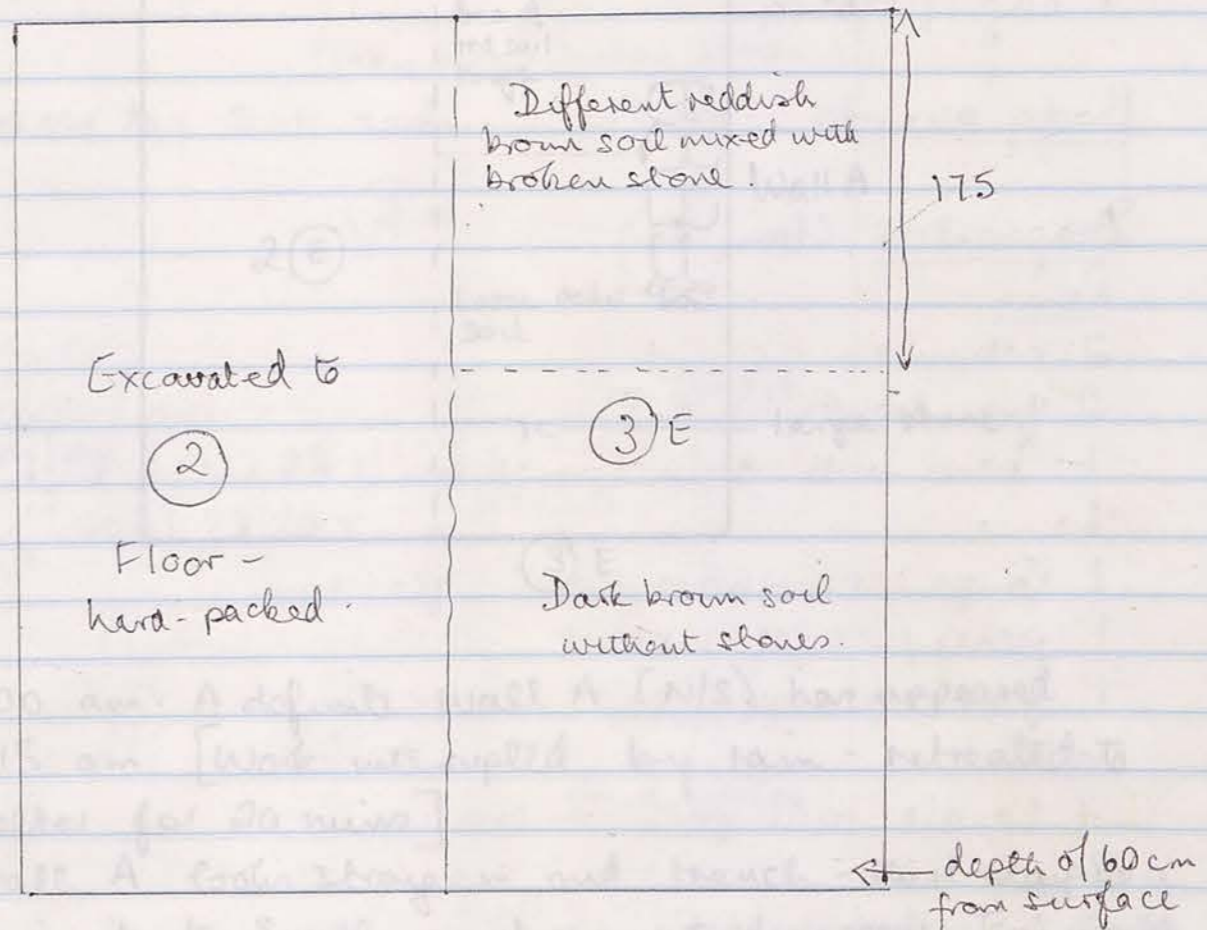 Different reddish
brown soil mixed with
broken stone.
175
Excavated to
2
Floor -
hard-packed.
3 E
Dark brown soil
without stones.
← depth of 60 cm
from surface